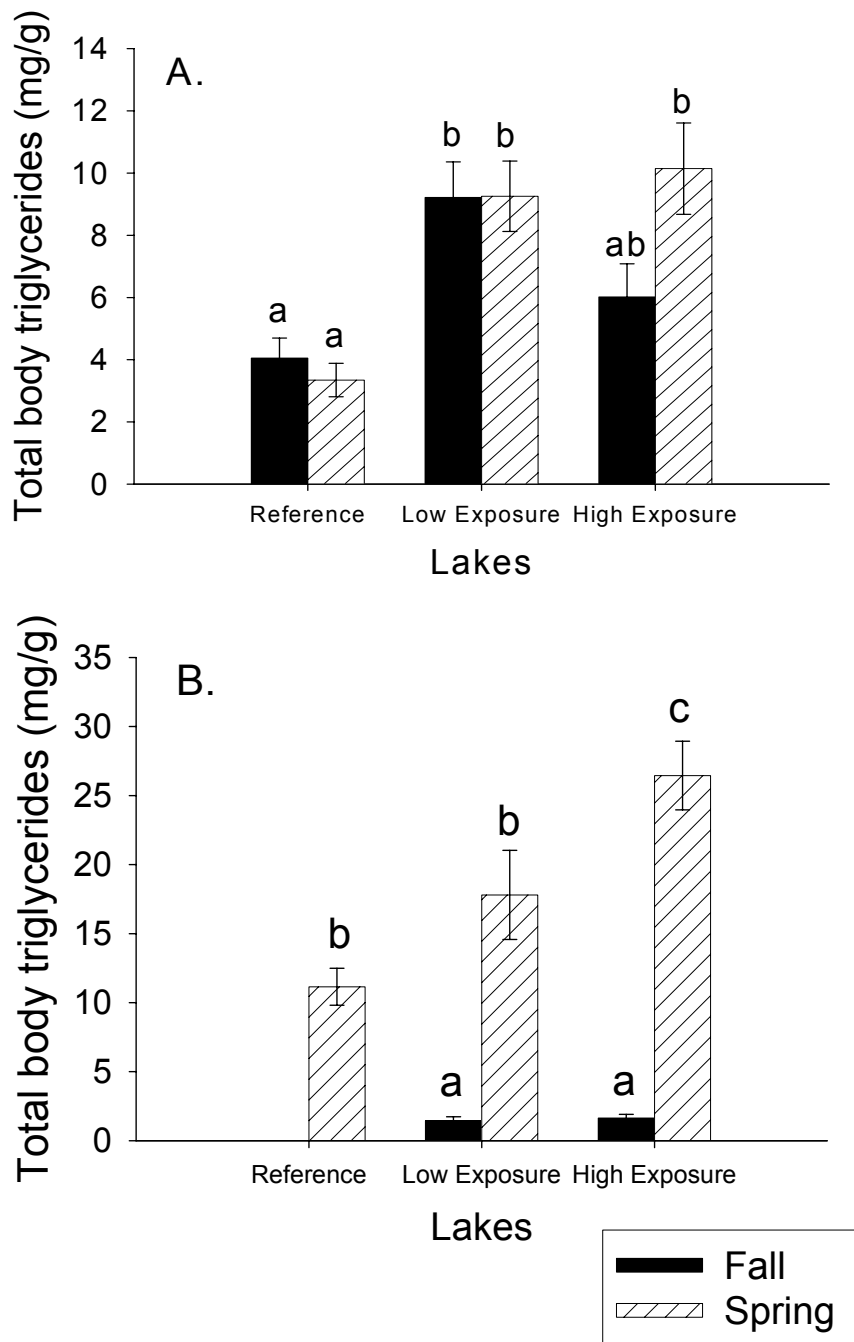 Total body triglycerides (mg/g)
A.
14
12
10
8
6
4
2
0
a
a
b
b
ab
b
Reference
Low Exposure
High Exposure
Lakes
Total body triglycerides (mg/g)
B.
35
30
25
20
15
10
5
0
b
a
b
a
c
Reference
Low Exposure
High Exposure
Lakes
Fall
Spring